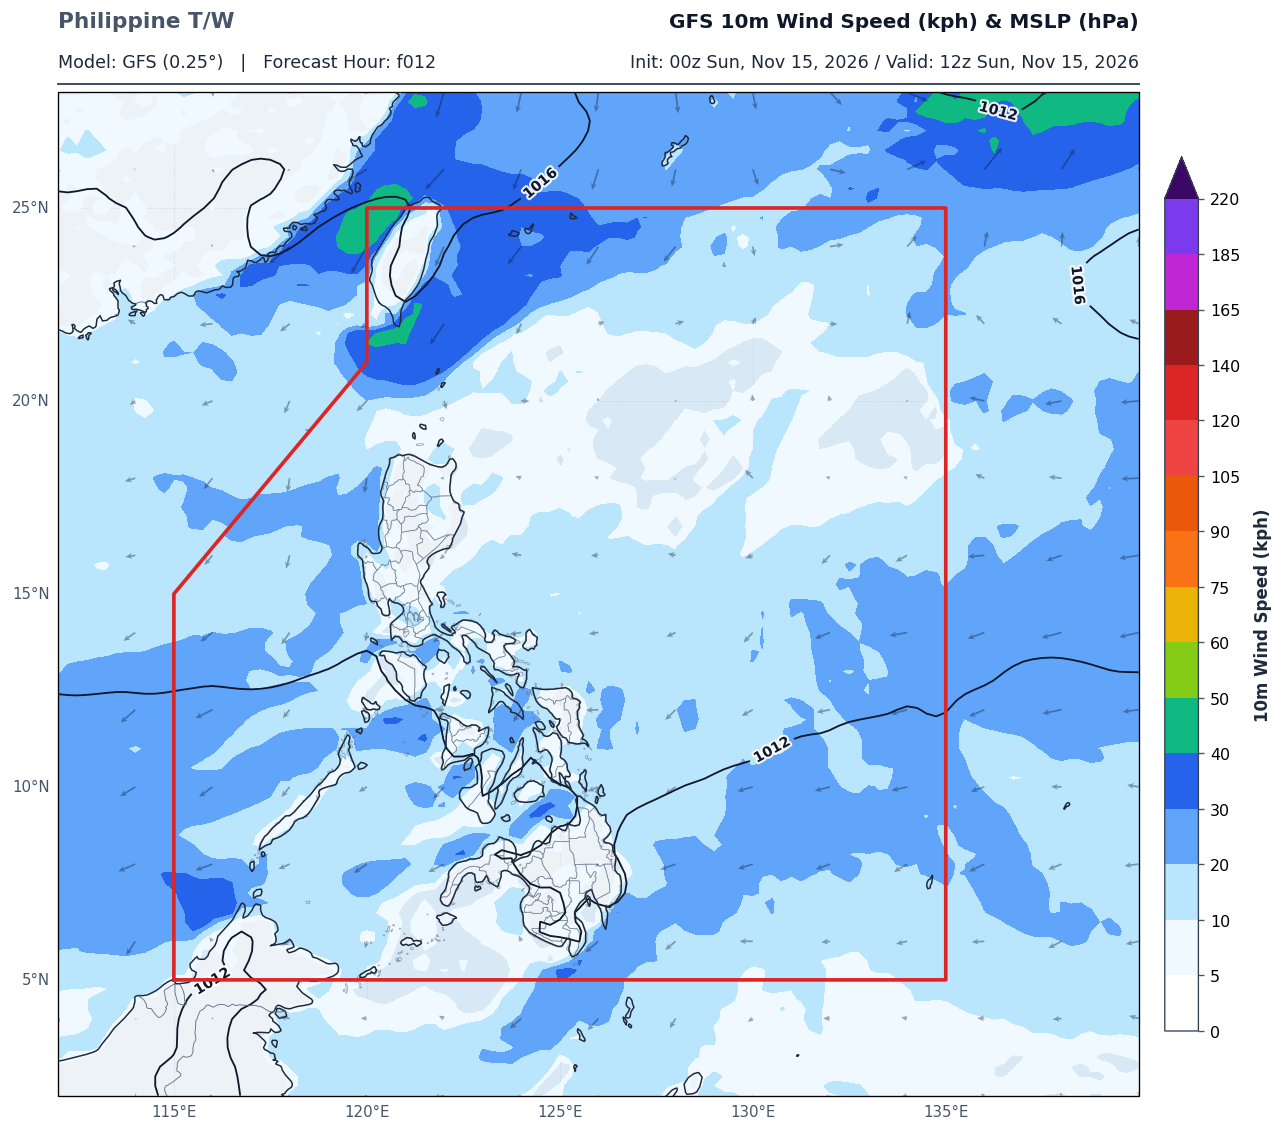 Philippine T/W
GFS 10m Wind Speed (kph) & MSLP (hPa)
Model: GFS (0.25°) | Forecast Hour: f012
Init: 00z Sun, Nov 15, 2026 / Valid: 12z Sun, Nov 15, 2026
1012
1016
1016
1012
1012
25°N
20°N
15°N
10°N
5°N
115°E
120°E
125°E
130°E
135°E
220
185
165
140
120
105
90
75
60
50
40
30
20
10
5
0
10m Wind Speed (kph)